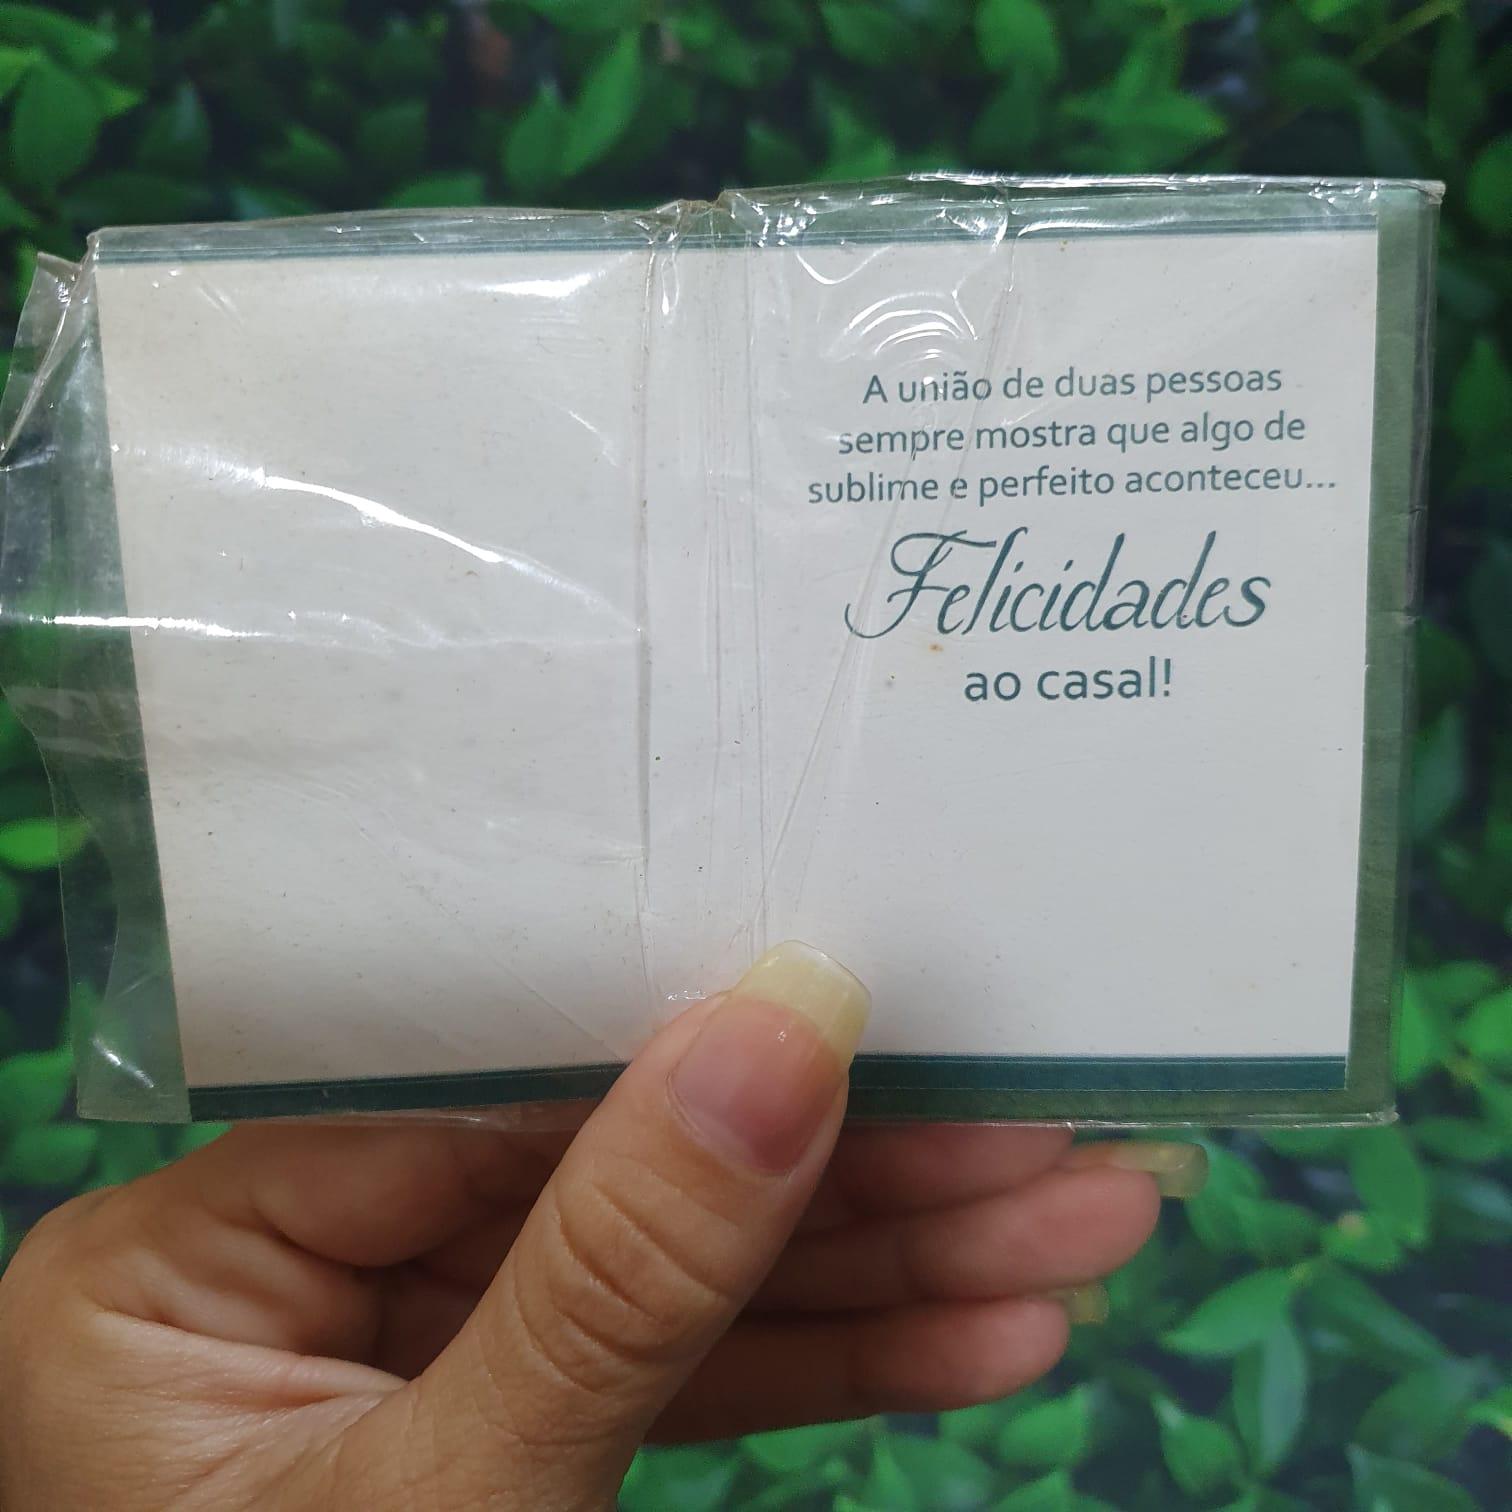 A união de duas pessoas
sempre mostra que algo de
sublime e perfeito aconteceu...
Felicidades
ao casal!